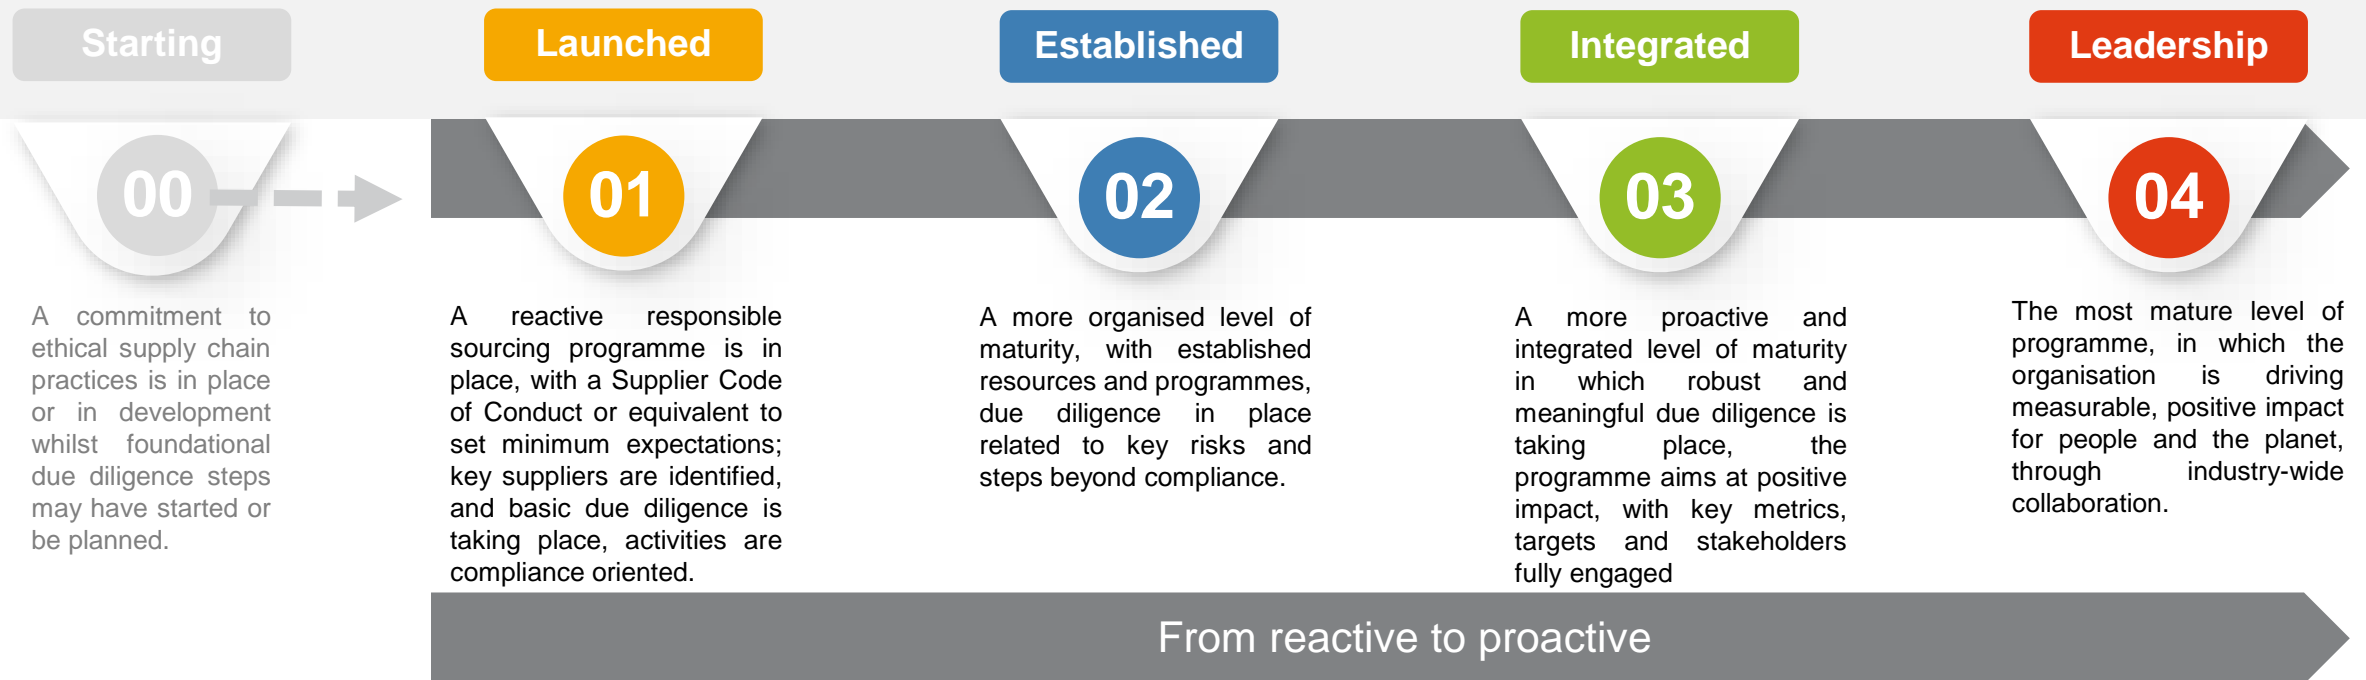 Starting
Launched
Established
Integrated
Leadership
00
01
02
03
04
A commitment to
ethical supply chain
practices is in place
or in development
whilst foundational
due diligence steps
may have started or
be planned.
A reactive responsible
sourcing programme is in
place, with a Supplier Code
of Conduct or equivalent to
set minimum expectations;
key suppliers are identified,
and basic due diligence is
taking place, activities are
compliance oriented.
A more organised level of
maturity, with established
resources and programmes,
due diligence in place
related to key risks and
steps beyond compliance.
A more proactive and
integrated level of maturity
in which robust and
meaningful due diligence is
taking place, the
programme aims at positive
impact, with key metrics,
targets and stakeholders
fully engaged
The most mature level of
programme, in which the
organisation is driving
measurable, positive impact
for people and the planet,
through industry-wide
collaboration.
From reactive to proactive